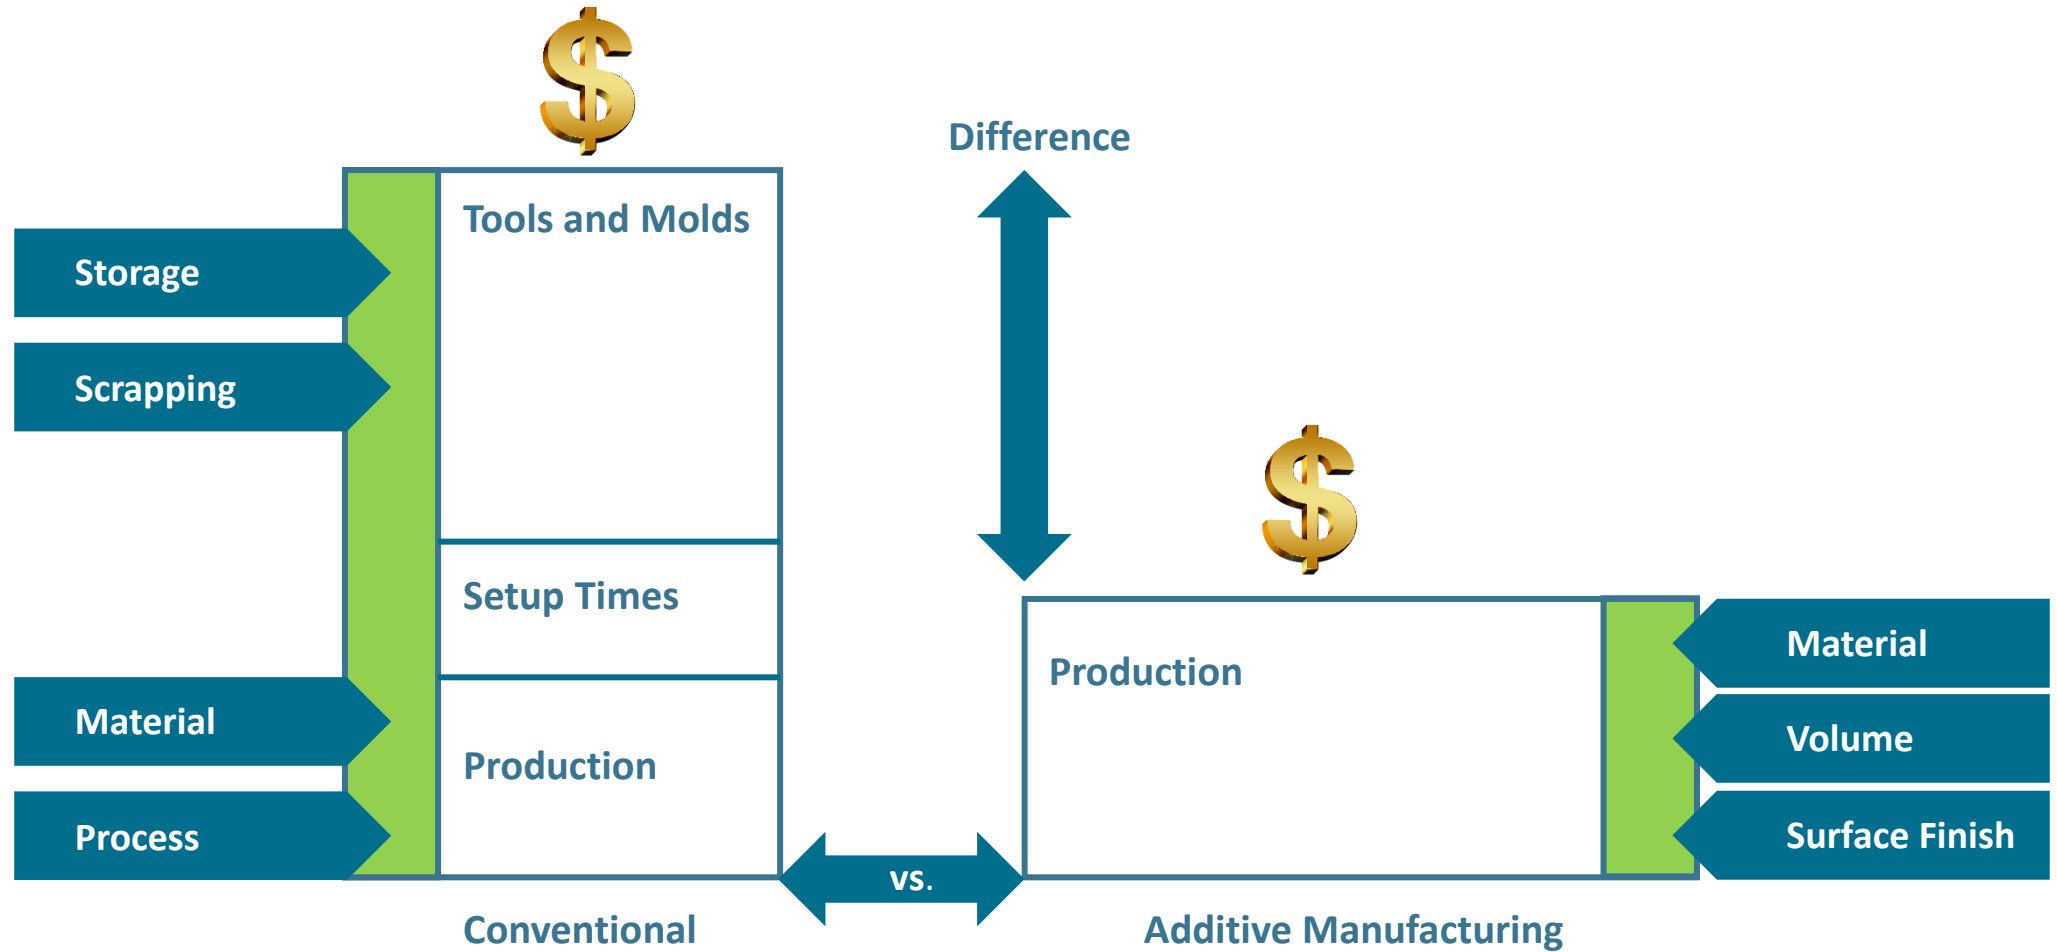 $
Difference
Tools and Molds
Storage
Scrapping
$
Setup Times
Material
Production
Material
Production
Volume
Process
Surface Finish
vs.
Conventional
Additive Manufacturing